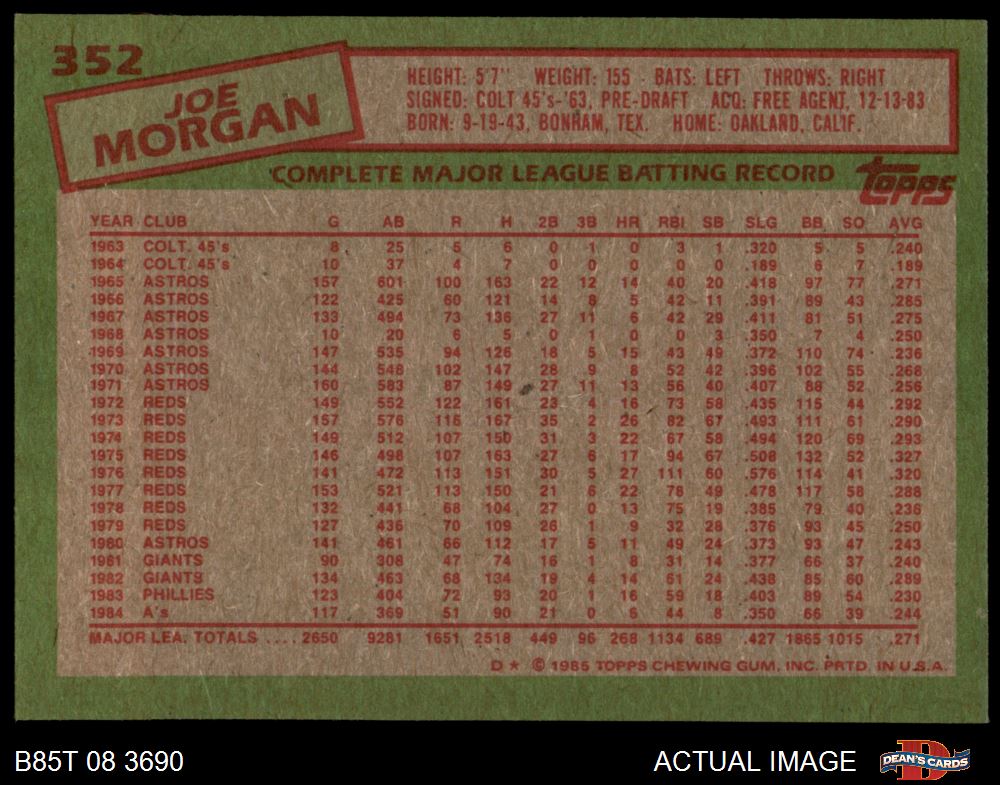 352
JOE
MORGAN
HEIGHT: 5'7" WEIGHT: 155 BATS: LEFT THROWS: RIGHT
SIGNED: COLT 45's-'63, PRE-DRAFT ACQ: FREE AGENT, 12-13-83
BORN: 9-19-43, BONHAM, TEX. HOME: OAKLAND, CALIF.
COMPLETE MAJOR LEAGUE BATTING RECORD
topps
YEAR CLUB G AB R H 2B 3B HR RBI SB SLG BB SO AVG
1963 COLT. 45's 8 25 5 6 0 1 0 3 1 .320 5 5 .240
1964 COLT. 45's 10 37 4 7 0 0 0 0 0 .189 6 7 .189
1965 ASTROS 157 601 100 163 22 12 14 40 20 .418 97 77 .271
1966 ASTROS 122 425 60 121 14 8 5 42 11 .391 89 43 .285
1967 ASTROS 133 494 73 136 27 11 6 42 29 .411 81 51 .275
1968 ASTROS 10 20 6 5 0 1 0 0 3 .350 7 4 .250
1969 ASTROS 147 535 94 126 18 5 15 43 49 .372 110 74 .236
1970 ASTROS 144 548 102 147 28 9 8 52 42 .396 102 55 .268
1971 ASTROS 160 583 87 149 27 11 13 56 40 .407 88 52 .256
1972 REDS 149 552 122 161 23 4 16 73 58 .435 115 44 .292
1973 REDS 157 576 116 167 35 2 26 82 67 .493 111 61 .290
1974 REDS 149 512 107 150 31 3 22 67 58 .494 120 69 .293
1975 REDS 146 498 107 163 27 6 17 94 67 .508 132 52 .327
1976 REDS 141 472 113 151 30 5 27 111 60 .576 114 41 .320
1977 REDS 153 521 113 150 21 6 22 78 49 .478 117 58 .288
1978 REDS 132 441 68 104 27 0 13 75 19 .385 79 40 .236
1979 REDS 127 436 70 109 26 1 9 32 28 .376 93 45 .250
1980 ASTROS 141 461 66 112 17 5 11 49 24 .373 93 47 .243
1981 GIANTS 90 308 47 74 16 1 8 31 14 .377 66 37 .240
1982 GIANTS 134 463 68 134 19 4 14 61 24 .438 85 60 .289
1983 PHILLIES 123 404 72 93 20 1 16 59 18 .403 89 54 .230
1984 A's 117 369 51 90 21 0 6 44 8 .350 66 39 .244
MAJOR LEA. TOTALS .... 2650 9281 1651 2518 449 96 268 1134 689 .427 1865 1015 .271
D * © 1985 TOPPS CHEWING GUM, INC. PRTD. IN U.S.A.
B85T 08 3690
ACTUAL IMAGE
D
DEAN'S CARDS